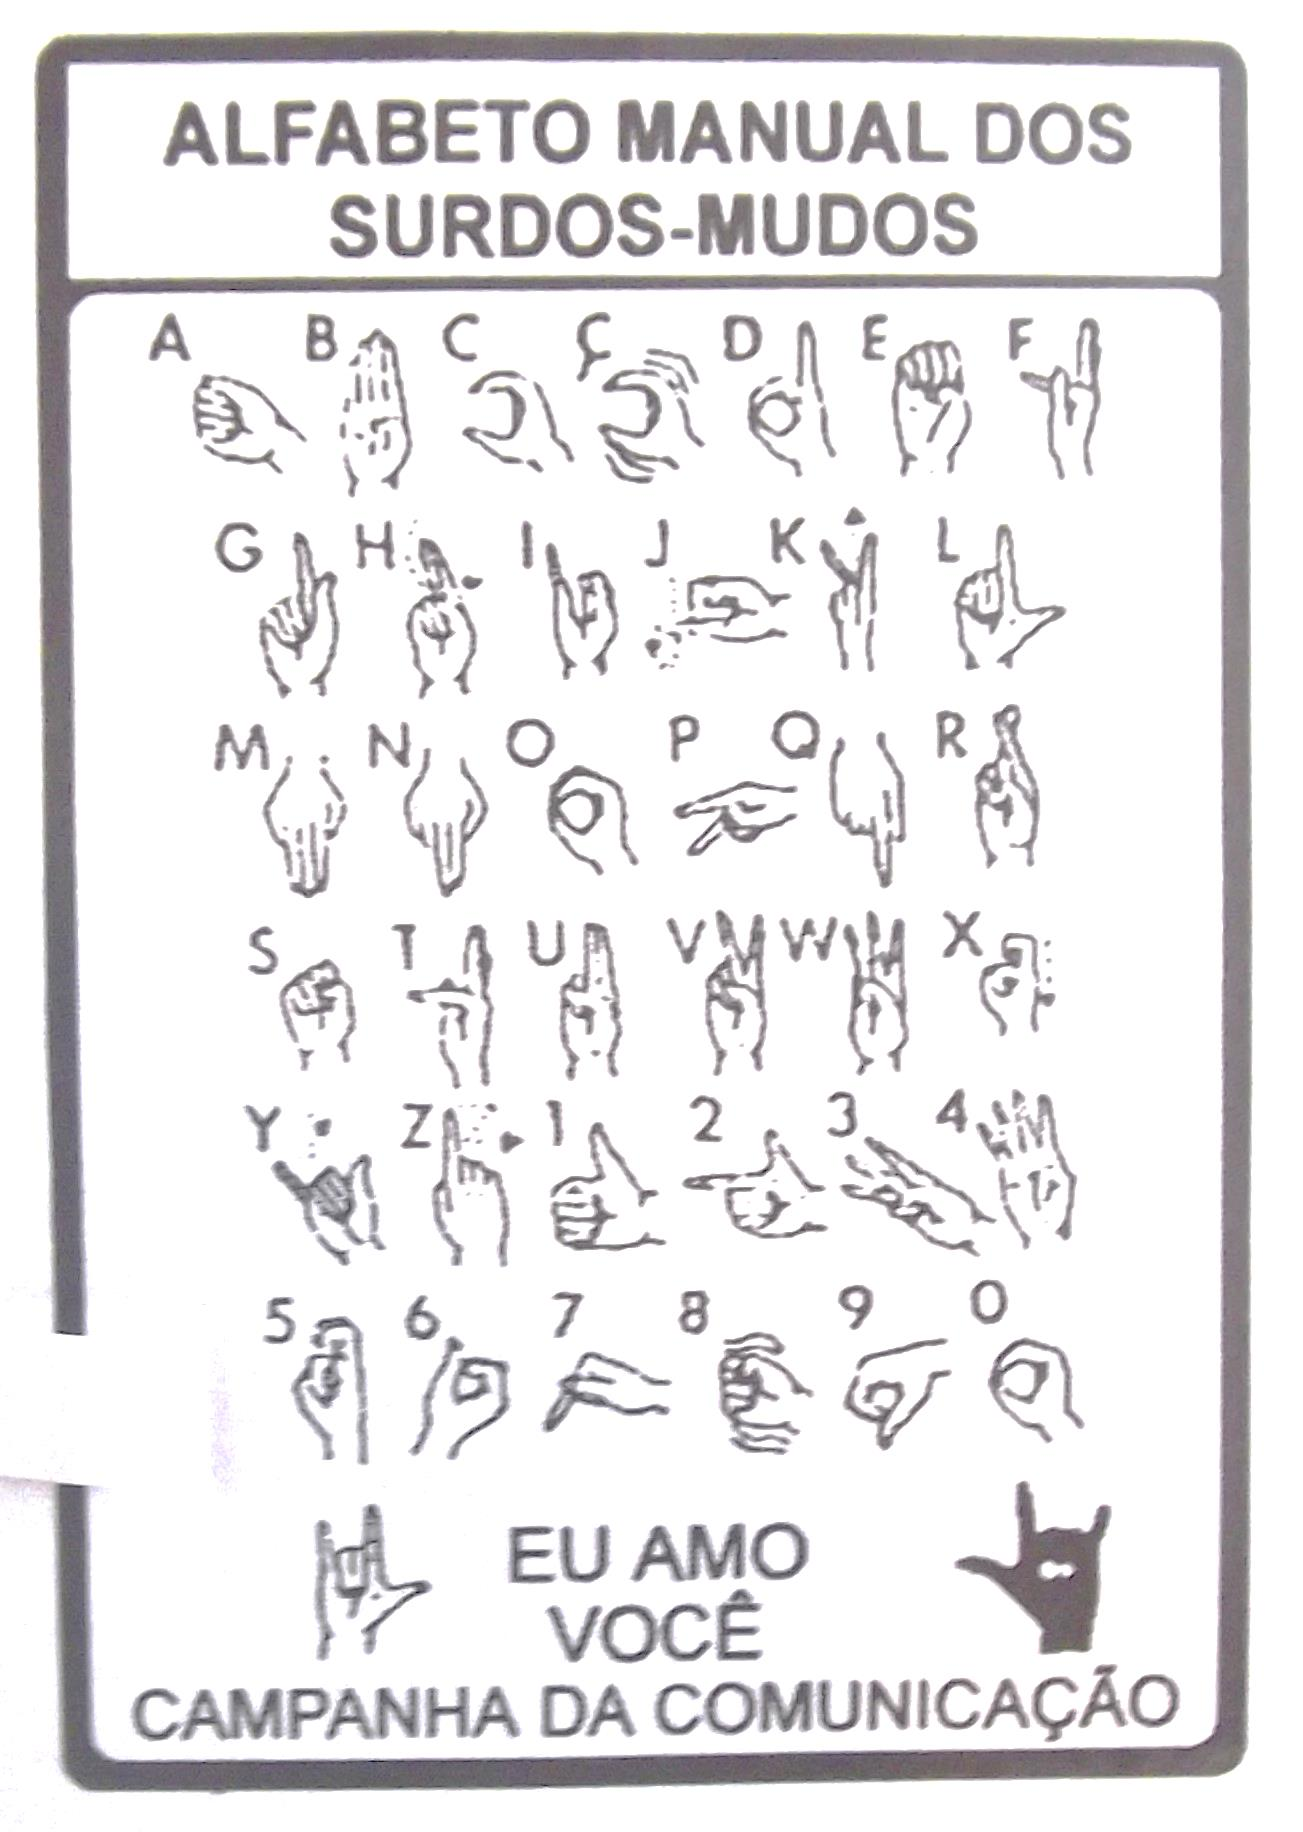 ALFABETO MANUAL DOS
SURDOS-MUDOS
A B C Ç D E F
G H I J K L
M N O P Q R
S T U V W X
Y Z 1 2 3 4
5 6 7 8 9 0
EU AMO
VOCÊ
CAMPANHA DA COMUNICAÇÃO